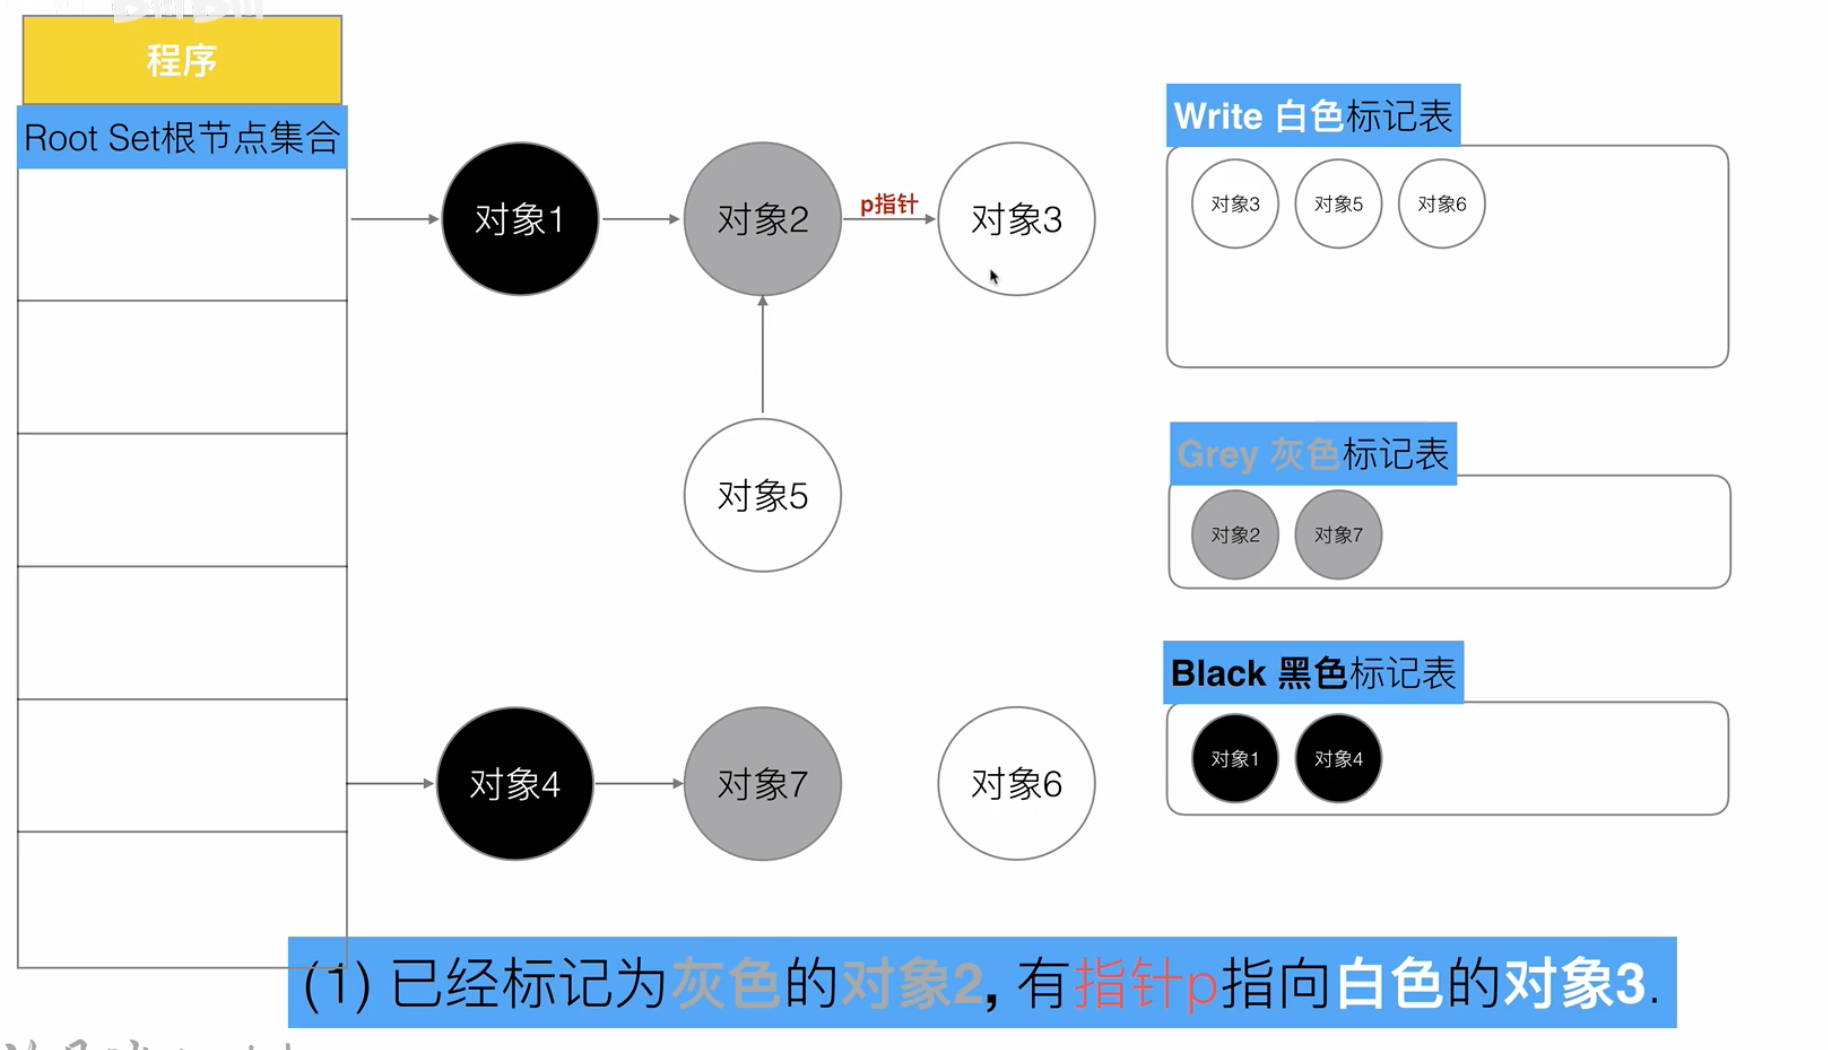 程序
Root Set根节点集合
对象1
对象2
p指针
对象3
对象5
对象4
对象7
对象6
Write 白色标记表
对象3 对象5 对象6
Grey 灰色标记表
对象2 对象7
Black 黑色标记表
对象1 对象4
(1) 已经标记为灰色的对象2, 有指针p指向白色的对象3.